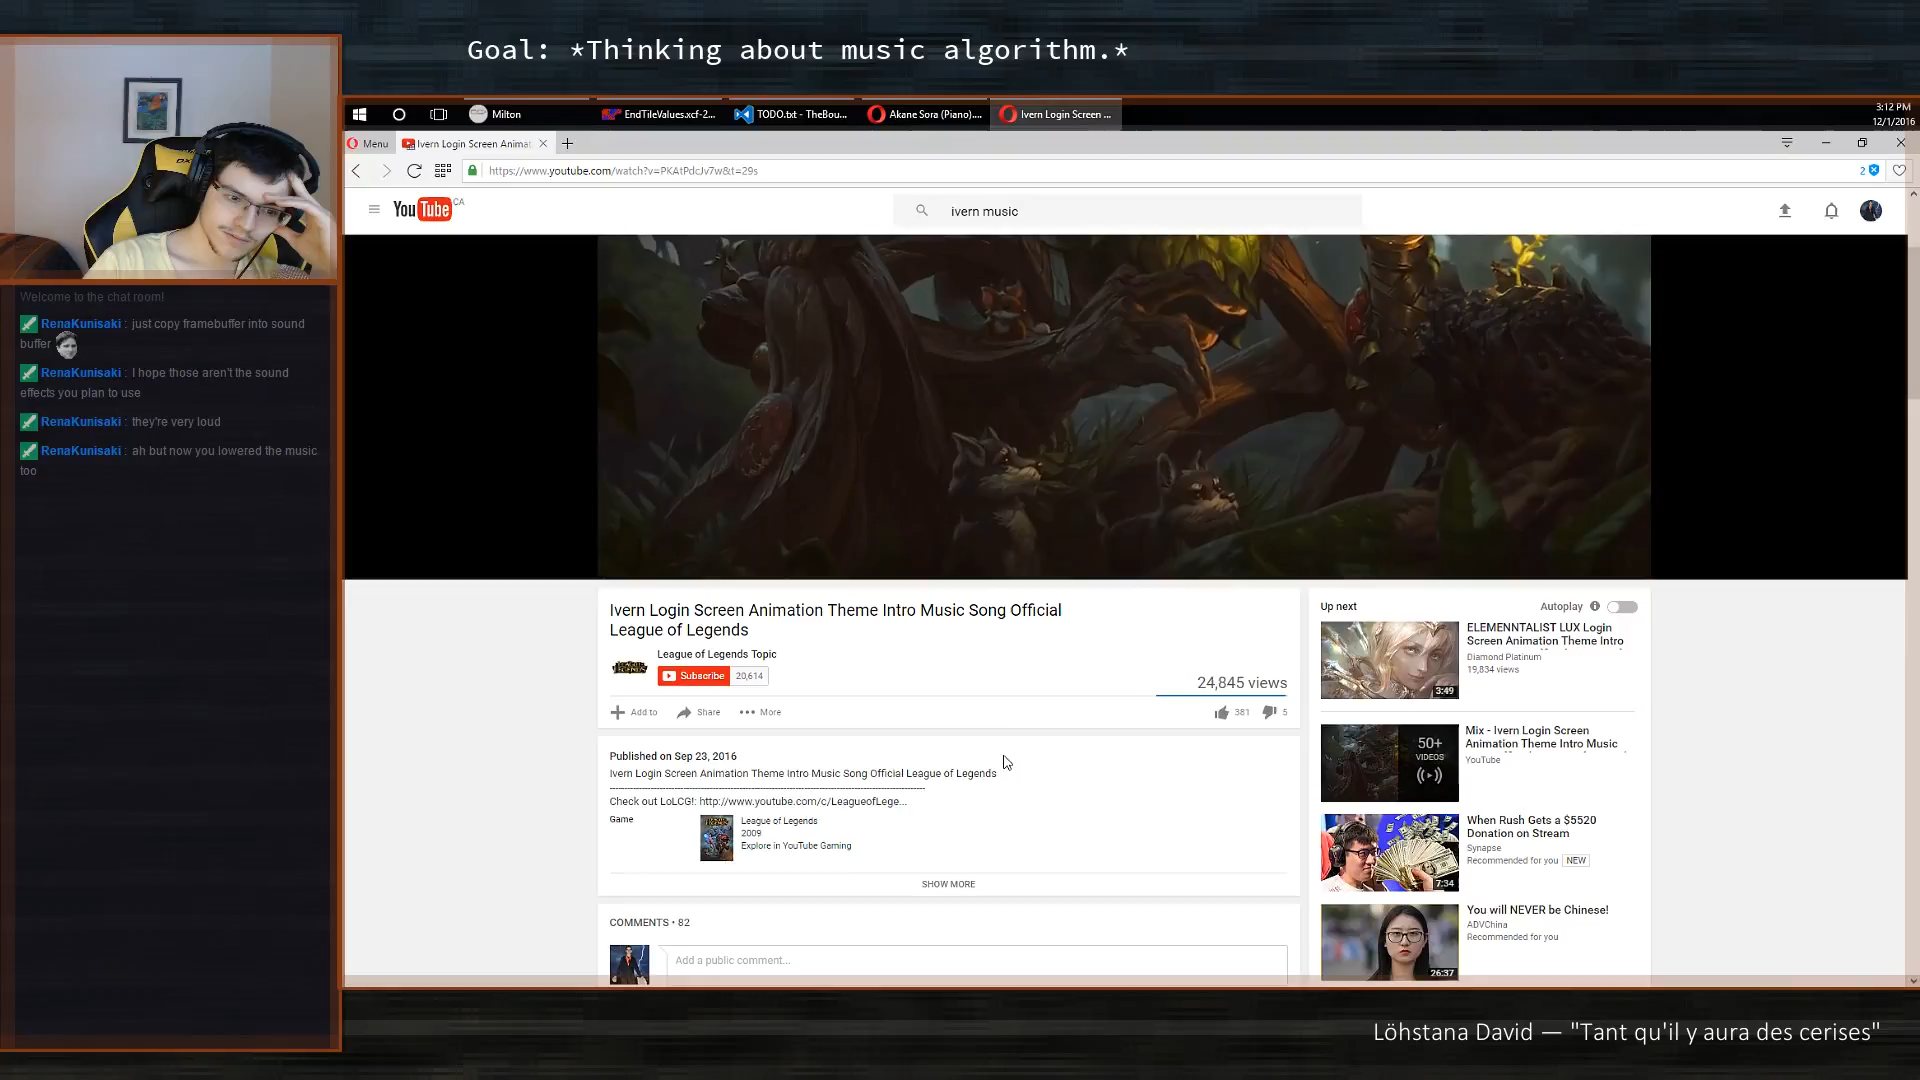 Goal: *Thinking about music algorithm.*
Milton
EndTileValues.xcf-2...
TODO.txt - TheBou...
Akane Sora (Piano)....
Ivern Login Screen ...
3:12 PM
12/1/2016
Menu
Ivern Login Screen Animat
https://www.youtube.com/watch?v=PKAtPdcJv7w&t=29s
2
YouTube CA
ivern music
Welcome to the chat room!
RenaKunisaki : just copy framebuffer into sound
buffer
RenaKunisaki : I hope those aren't the sound
effects you plan to use
RenaKunisaki : they're very loud
RenaKunisaki : ah but now you lowered the music
too
Ivern Login Screen Animation Theme Intro Music Song Official
League of Legends
League of Legends Topic
Subscribe 20,614
24,845 views
Add to Share More
381 5
Published on Sep 23, 2016
Ivern Login Screen Animation Theme Intro Music Song Official League of Legends
Check out LoLCG!: http://www.youtube.com/c/LeagueofLege...
Game
League of Legends
2009
Explore in YouTube Gaming
SHOW MORE
COMMENTS • 82
Add a public comment...
Up next
Autoplay
ELEMENNTALIST LUX Login
Screen Animation Theme Intro
Diamond Platinum
19,834 views
3:49
Mix - Ivern Login Screen
Animation Theme Intro Music
YouTube
50+
VIDEOS
When Rush Gets a $5520
Donation on Stream
Synapse
Recommended for you NEW
7:34
You will NEVER be Chinese!
ADVChina
Recommended for you
26:37
Löhstana David — "Tant qu'il y aura des cerises"